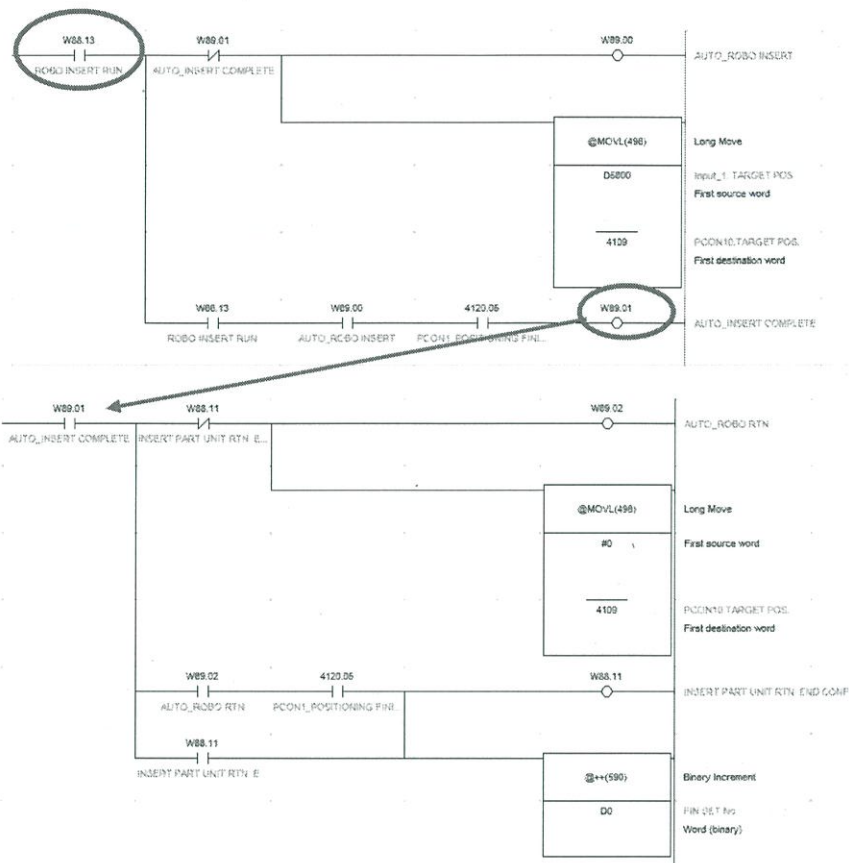 W88.13
W89.01
W89.00
ROBO INSERT RUN
AUTO_INSERT COMPLETE
AUTO_ROBO INSERT
@MOVL(498)
Long Move
Input_1. TARGET POS
First source word
4109
PCON10.TARGET POS.
First destination word
W88.13
W89.00
4120.05
W89.01
ROBO INSERT RUN
AUTO_ROBO INSERT
PCON1_POSITIONING FINI...
AUTO_INSERT COMPLETE
W89.01
W88.11
W89.02
AUTO_INSERT COMPLETE
INSERT PART UNIT RTN E...
AUTO_ROBO RTN
@MOVL(498)
Long Move
#0
First source word
4109
PCON10.TARGET POS.
First destination word
W89.02
4120.05
W88.11
AUTO_ROBO RTN
PCON1_POSITIONING FINI...
INSERT PART UNIT RTN END CONF
W88.11
INSERT PART UNIT RTN E
@++(590)
Binary Increment
D0
Word (binary)